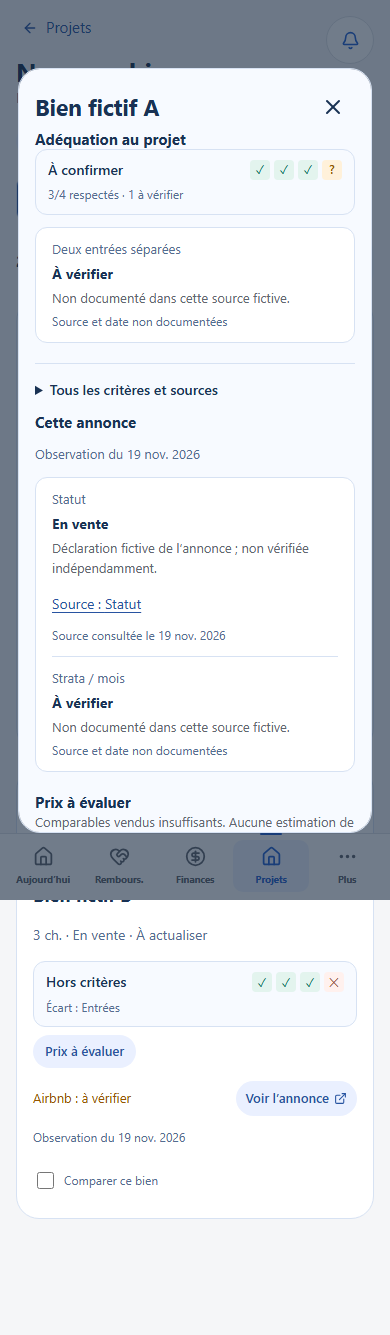 Projets
Bien fictif A
Adéquation au projet
À confirmer
✓ ✓ ✓ ?
3/4 respectés · 1 à vérifier
Deux entrées séparées
À vérifier
Non documenté dans cette source fictive.
Source et date non documentées
Tous les critères et sources
Cette annonce
Observation du 19 nov. 2026
Statut
En vente
Déclaration fictive de l’annonce ; non vérifiée
indépendamment.
Source : Statut
Source consultée le 19 nov. 2026
Strata / mois
À vérifier
Non documenté dans cette source fictive.
Source et date non documentées
Prix à évaluer
Comparables vendus insuffisants. Aucune estimation de
Aujourd’hui
Rembours.
Finances
Projets
Plus
3 ch. · En vente · À actualiser
Hors critères
✓ ✓ ✓ ×
Écart : Entrées
Prix à évaluer
Airbnb : à vérifier
Voir l’annonce
Observation du 19 nov. 2026
Comparer ce bien